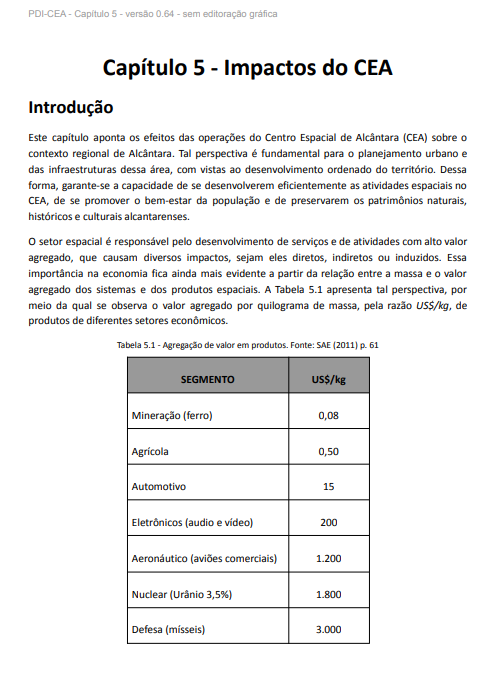 PDI-CEA - Capítulo 5 - versão 0.64 - sem editoração gráfica
Capítulo 5 - Impactos do CEA
Introdução
Este capítulo aponta os efeitos das operações do Centro Espacial de Alcântara (CEA) sobre o
contexto regional de Alcântara. Tal perspectiva é fundamental para o planejamento urbano e
das infraestruturas dessa área, com vistas ao desenvolvimento ordenado do território. Dessa
forma, garante-se a capacidade de se desenvolverem eficientemente as atividades espaciais no
CEA, de se promover o bem-estar da população e de preservarem os patrimônios naturais,
históricos e culturais alcantarenses.
O setor espacial é responsável pelo desenvolvimento de serviços e de atividades com alto valor
agregado, que causam diversos impactos, sejam eles diretos, indiretos ou induzidos. Essa
importância na economia fica ainda mais evidente a partir da relação entre a massa e o valor
agregado dos sistemas e dos produtos espaciais. A Tabela 5.1 apresenta tal perspectiva, por
meio da qual se observa o valor agregado por quilograma de massa, pela razão US$/kg, de
produtos de diferentes setores econômicos.
Tabela 5.1 - Agregação de valor em produtos. Fonte: SAE (2011) p. 61
SEGMENTO US$/kg
Mineração (ferro) 0,08
Agrícola 0,50
Automotivo 15
Eletrônicos (audio e vídeo) 200
Aeronáutico (aviões comerciais) 1.200
Nuclear (Urânio 3,5%) 1.800
Defesa (mísseis) 3.000